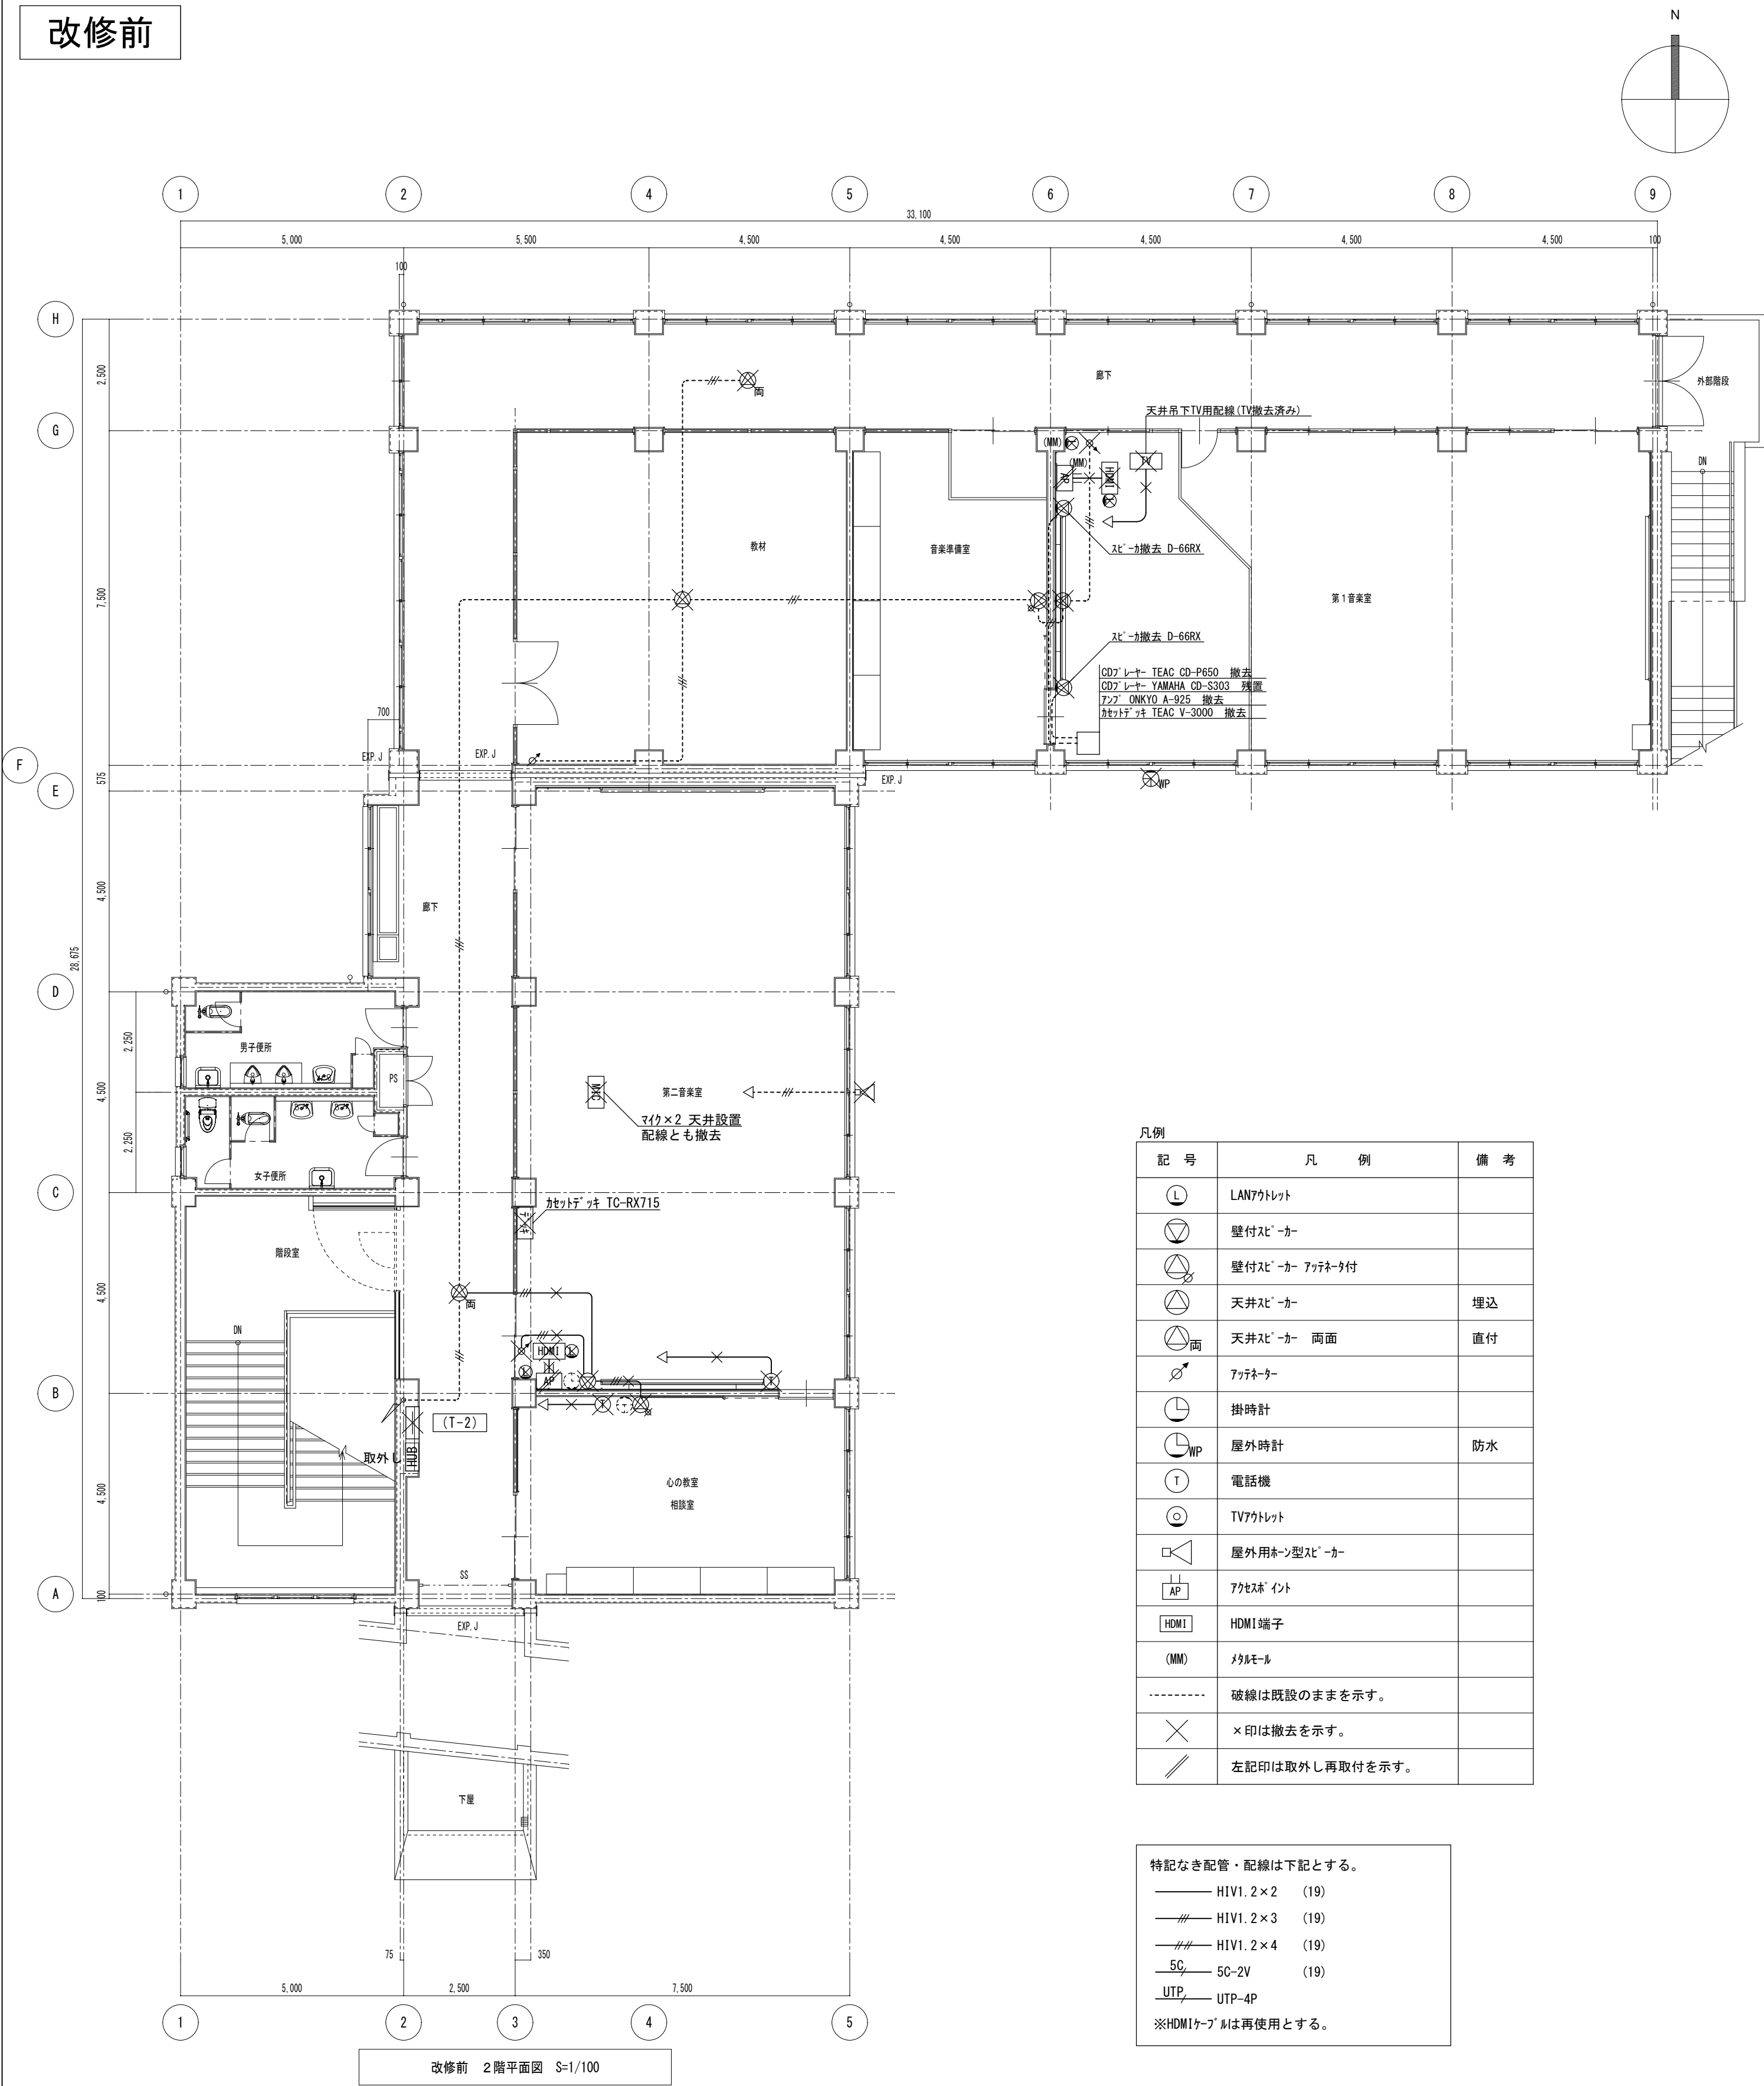 改修前
N
1 2 4 5 6 7 8 9
33,100
5,000 5,500 4,500 4,500 4,500 4,500 4,500 100
100
H
2,500
廊下
外部階段
両
G
天井吊下TV用配線(TV撤去済み)
(MM)
(MM)
AP
HDMI
TV
L
L
DN
7,500
教材
音楽準備室
スピーカ撤去 D-66RX
第1音楽室
スピーカ撤去 D-66RX
CDプレーヤー TEAC CD-P650 撤去
CDプレーヤー YAMAHA CD-S303 残置
アンプ ONKYO A-925 撤去
カセットデッキ TEAC V-3000 撤去
700
EXP.J
EXP.J
EXP.J
F
575
E
WP
4,500
廊下
28,675
D
2,250
男子便所
PS
4,500
MIC
第二音楽室
マイク×2 天井設置
配線とも撤去
2,250
女子便所
C
カセットデッキ TC-RX715
デッキ
階段室
4,500
両
DN
HDMI
L
L
AP
T
B
T
T
(T-2)
取外し
HUB
心の教室
相談室
4,500
SS
A
100
EXP.J
下屋
75
350
5,000 2,500 7,500
1 2 3 4 5
改修前 2階平面図 S=1/100
凡例
記 号 凡 例 備 考
L LANアウトレット
壁付スピーカー
壁付スピーカー アッテネータ付
天井スピーカー 埋込
両 天井スピーカー 両面 直付
アッテネーター
掛時計
WP 屋外時計 防水
T 電話機
TVアウトレット
屋外用ホーン型スピーカー
AP アクセスポイント
HDMI HDMI端子
(MM) メタルモール
破線は既設のままを示す。
×印は撤去を示す。
左記印は取外し再取付を示す。
特記なき配管・配線は下記とする。
HIV1.2×2 (19)
HIV1.2×3 (19)
HIV1.2×4 (19)
5C 5C-2V (19)
UTP UTP-4P
※HDMIケーブルは再使用とする。